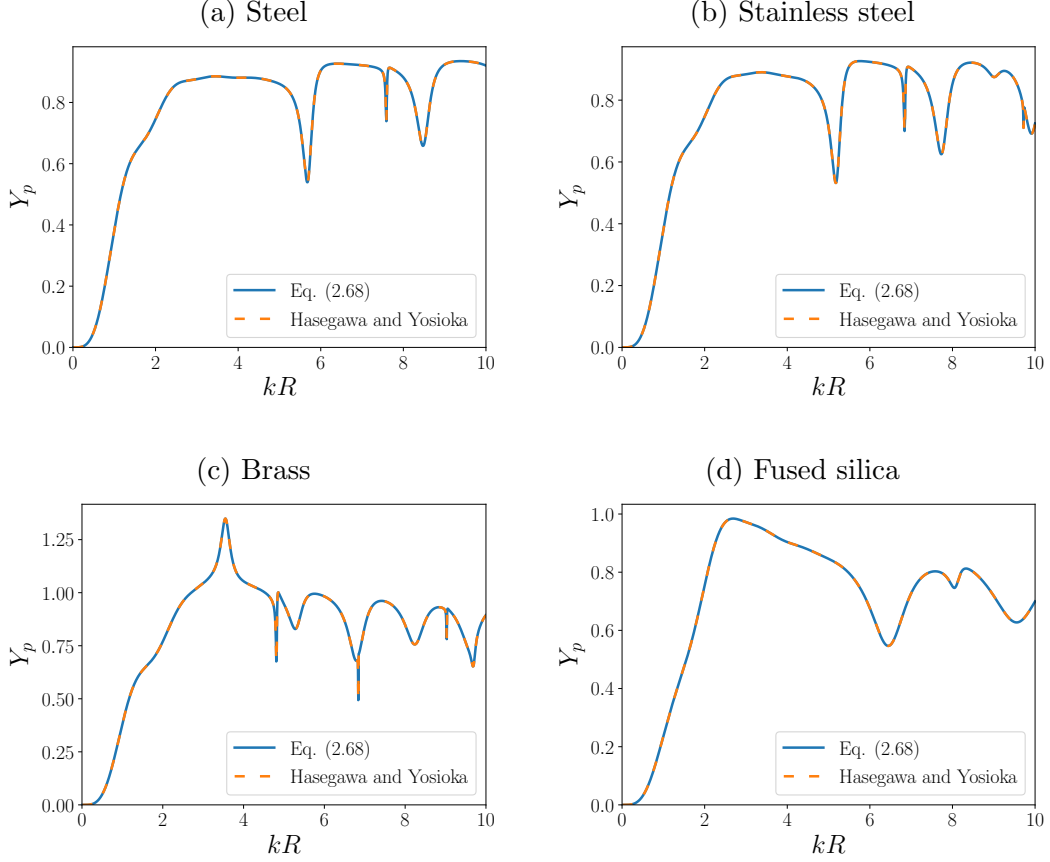 (a) Steel
Y_p
0.0
0.2
0.4
0.6
0.8
0
2
4
6
8
10
kR
Eq. (2.68)
Hasegawa and Yosioka
(b) Stainless steel
Y_p
0.0
0.2
0.4
0.6
0.8
0
2
4
6
8
10
kR
Eq. (2.68)
Hasegawa and Yosioka
(c) Brass
Y_p
0.00
0.25
0.50
0.75
1.00
1.25
0
2
4
6
8
10
kR
Eq. (2.68)
Hasegawa and Yosioka
(d) Fused silica
Y_p
0.0
0.2
0.4
0.6
0.8
1.0
0
2
4
6
8
10
kR
Eq. (2.68)
Hasegawa and Yosioka